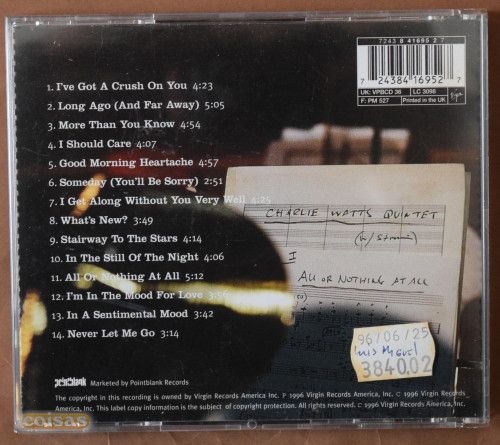 7243 8 41695 2 7
7 24384 16952 7
UK: VPBCD 36
LC 3098
F: PM 527
Printed in the UK
Virgin
1. I've Got A Crush On You 4:23
2. Long Ago (And Far Away) 5:05
3. More Than You Know 4:54
4. I Should Care 4:07
5. Good Morning Heartache 4:57
6. Someday (You'll Be Sorry) 2:51
7. I Get Along Without You Very Well 4:25
8. What's New? 3:49
9. Stairway To The Stars 4:14
10. In The Still Of The Night 4:06
11. All Or Nothing At All 5:12
12. I'm In The Mood For Love
13. In A Sentimental Mood 3:42
14. Never Let Me Go 3:14
CHARLIE WATTS QUINTET
(w/ Strings)
I
ALL OR NOTHING AT ALL
96/06/25
Luis Miguel
384002
pointblank Marketed by Pointblank Records
The copyright in this recording is owned by Virgin Records America Inc. ℗ 1996 Virgin Records America, Inc. © 1996 Virgin Records
America, Inc. This label copy information is the subject of copyright protection. All rights reserved. © 1996 Virgin Records America, Inc.
coisas